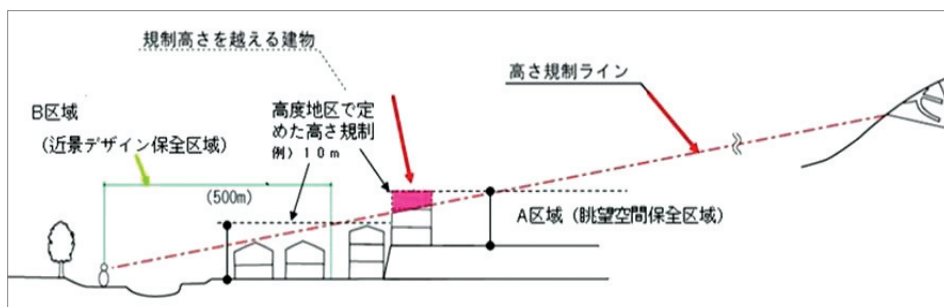 規制高さを越える建物
高さ規制ライン
B区域
（近景デザイン保全区域）
高度地区で定
めた高さ規制
例）１０ｍ
(500m)
A区域（眺望空間保全区域）